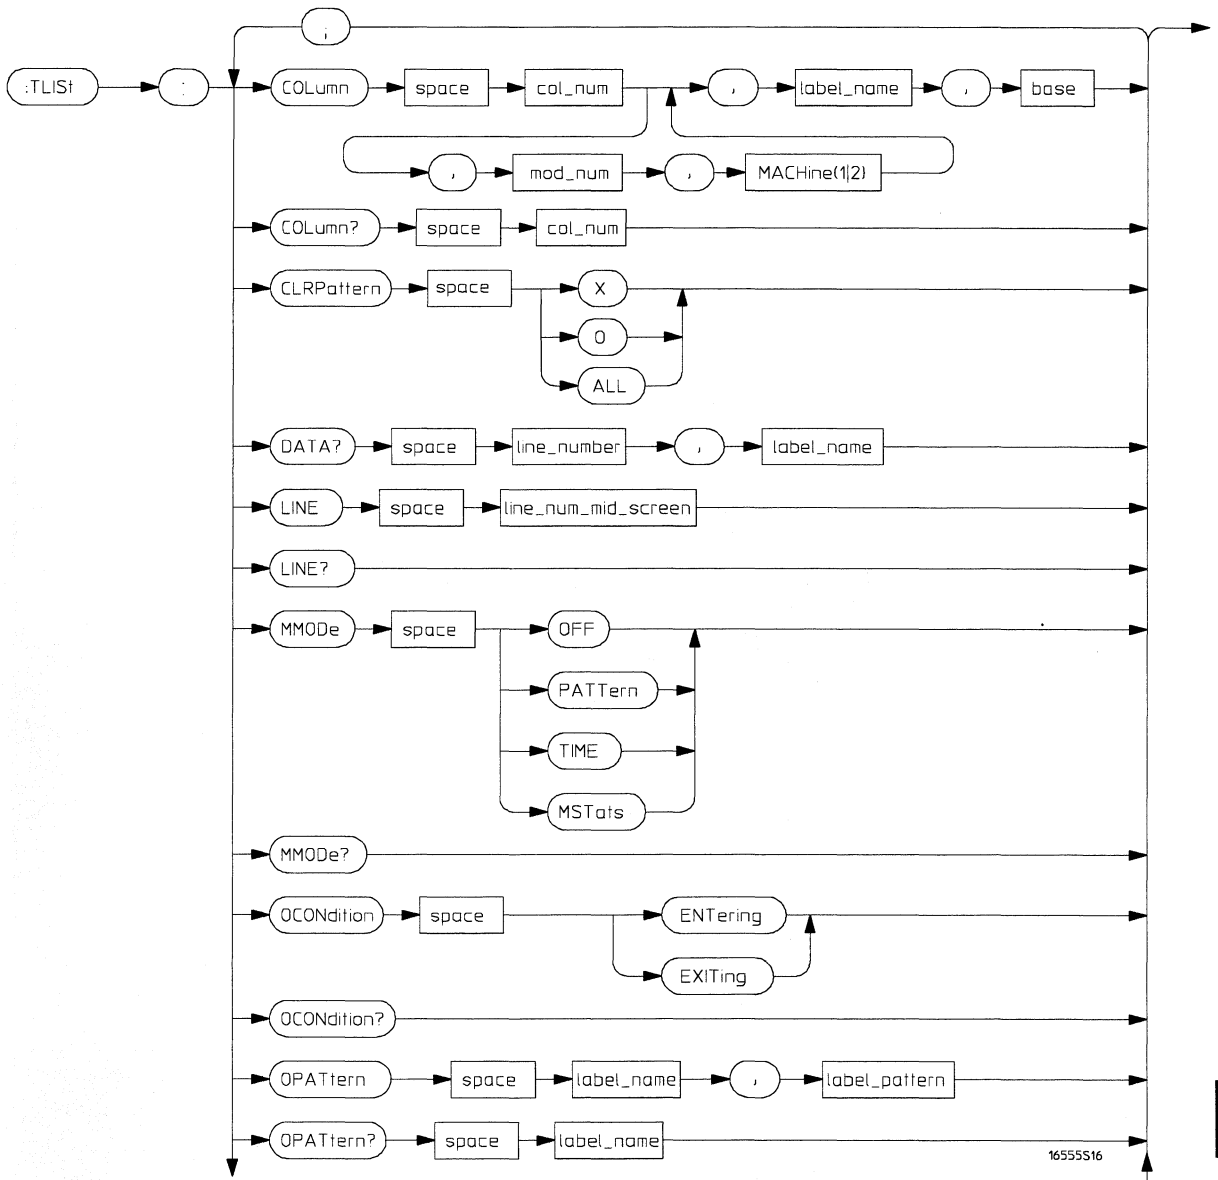 ;
:TLISt : COLumn space col_num , label_name , base
, mod_num , MACHine{1|2}
COLumn? space col_num
CLRPattern space X
O
ALL
DATA? space line_number , label_name
LINE space line_num_mid_screen
LINE?
MMODe space OFF
PATTern
TIME
MSTats
MMODe?
OCONdition space ENTering
EXITing
OCONdition?
OPATtern space label_name , label_pattern
OPATtern? space label_name
16555S16